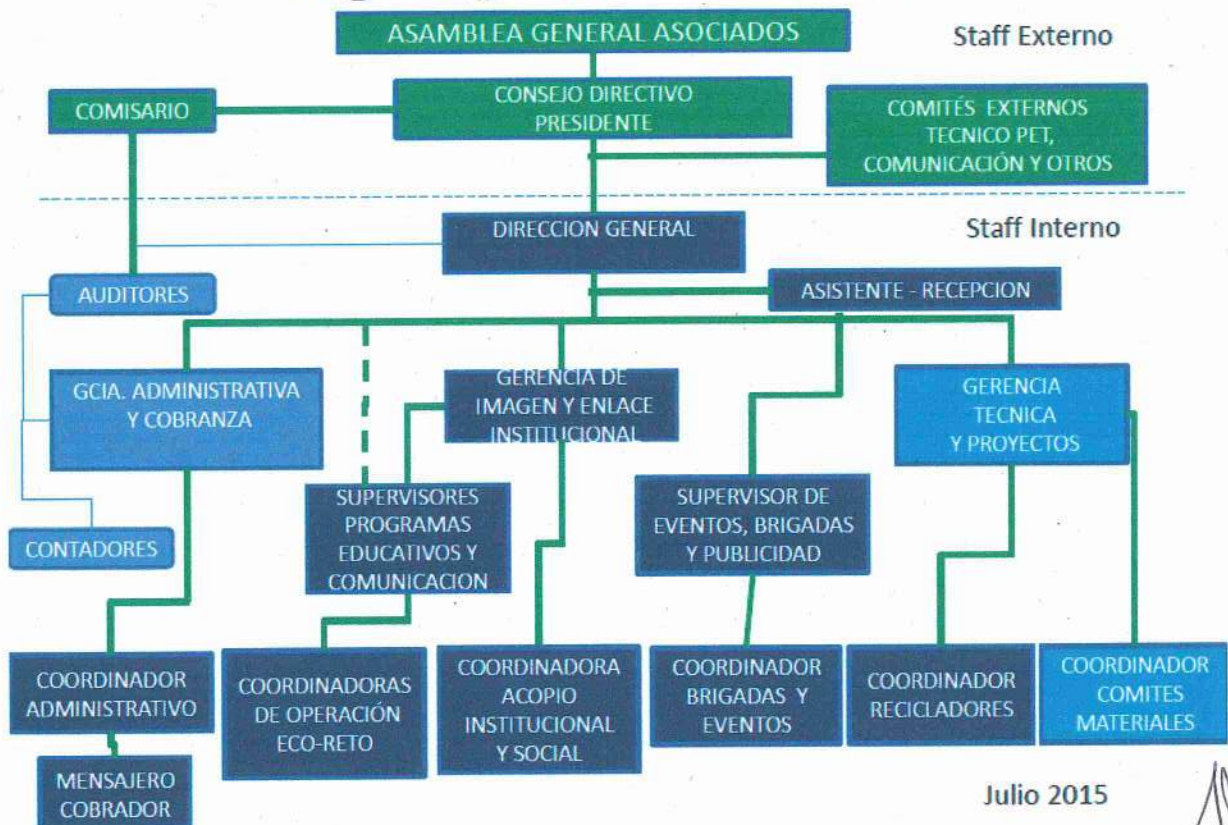 ASAMBLEA GENERAL ASOCIADOS
Staff Externo
COMISARIO
CONSEJO DIRECTIVO
PRESIDENTE
COMITÉS EXTERNOS
TECNICO PET,
COMUNICACIÓN Y OTROS
DIRECCION GENERAL
Staff Interno
AUDITORES
ASISTENTE - RECEPCION
GCIA. ADMINISTRATIVA
Y COBRANZA
GERENCIA DE
IMAGEN Y ENLACE
INSTITUCIONAL
GERENCIA
TECNICA
Y PROYECTOS
CONTADORES
SUPERVISORES
PROGRAMAS
EDUCATIVOS Y
COMUNICACION
SUPERVISOR DE
EVENTOS, BRIGADAS
Y PUBLICIDAD
COORDINADOR
ADMINISTRATIVO
COORDINADORAS
DE OPERACIÓN
ECO-RETO
COORDINADORA
ACOPIO
INSTITUCIONAL
Y SOCIAL
COORDINADOR
BRIGADAS Y
EVENTOS
COORDINADOR
RECICLADORES
COORDINADOR
COMITES
MATERIALES
MENSAJERO
COBRADOR
Julio 2015